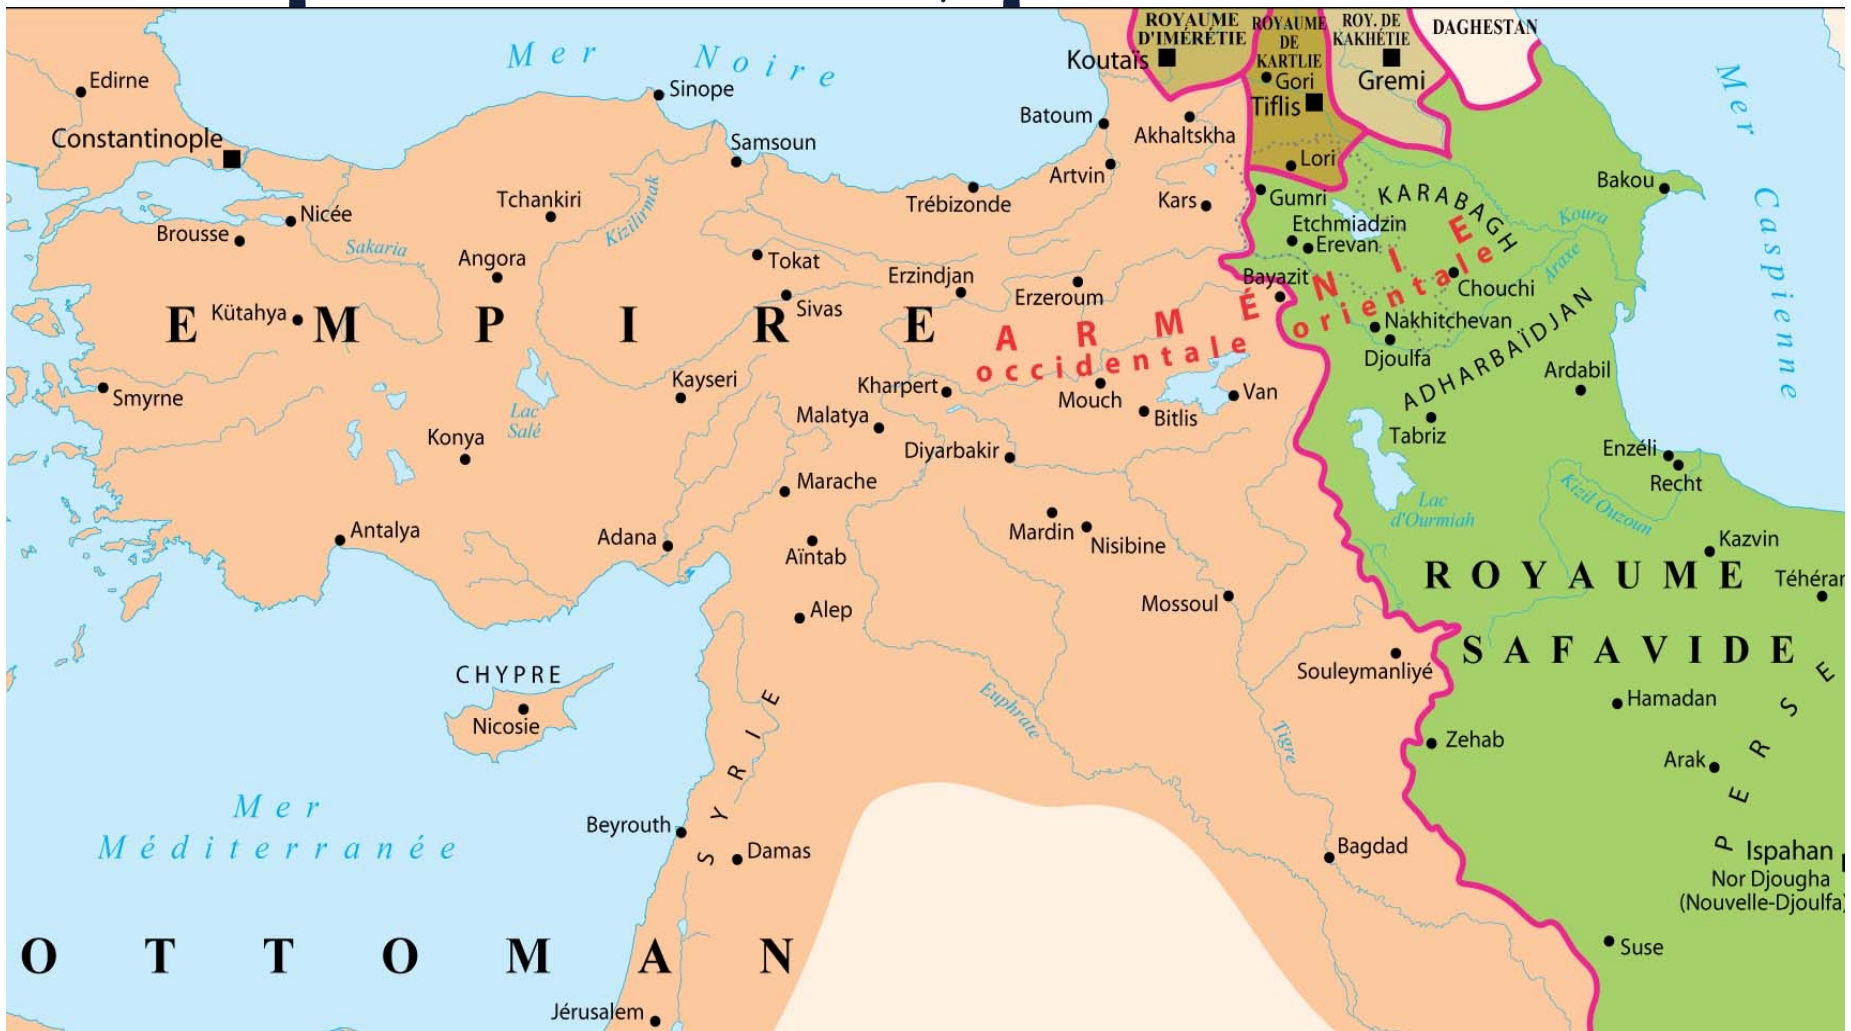 ROYAUME
D'IMÉRÉTIE
ROYAUME
DE
KARTLIE
ROY. DE
KAKHÉTIE
DAGHESTAN
Mer Noire
Mer Caspienne
Koutaïs
Gori
Gremi
Tiflis
Edirne
Sinope
Batoum
Akhaltskha
Constantinople
Samsoun
Lori
Artvin
Bakou
Tchankiri
Kizilirmak
Trébizonde
Kars
Gumri
KARABAGH
Nicée
Brousse
Sakaria
Etchmiadzin
Erevan
Koura
Araxe
Angora
Tokat
Erzindjan
Erzeroum
Bayazit
Chouchi
Kütahya
Sivas
EMPIRE
ARMÉNIE
occidentale
orientale
Nakhitchevan
Djoulfa
ADHARBAÏDJAN
Ardabil
Smyrne
Lac
Salé
Kayseri
Kharpert
Mouch
Van
Malatya
Bitlis
Tabriz
Konya
Diyarbakir
Enzéli
Recht
Marache
Lac
d'Ourmiah
Kizil Ouzoun
Antalya
Adana
Aïntab
Mardin
Nisibine
Kazvin
ROYAUME
Téhéran
Alep
Mossoul
SAFAVIDE
CHYPRE
Nicosie
Souleymanliyé
Euphrate
Tigre
Hamadan
Zehab
Arak
PERSE
SYRIE
Mer
Méditerranée
Beyrouth
Damas
Bagdad
Ispahan
Nor Djougha
(Nouvelle-Djoulfa)
OTTOMAN
Suse
Jérusalem